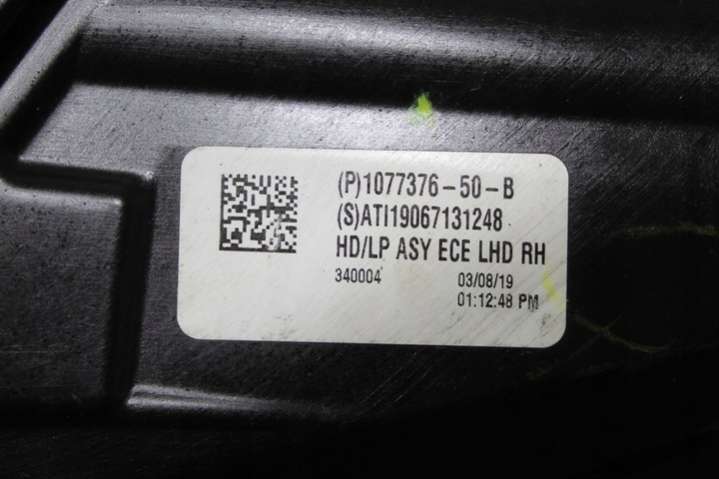 (P)1077376-50-B
(S)ATI19067131248
HD/LP ASY ECE LHD RH
340004 03/08/19
01:12:48 PM